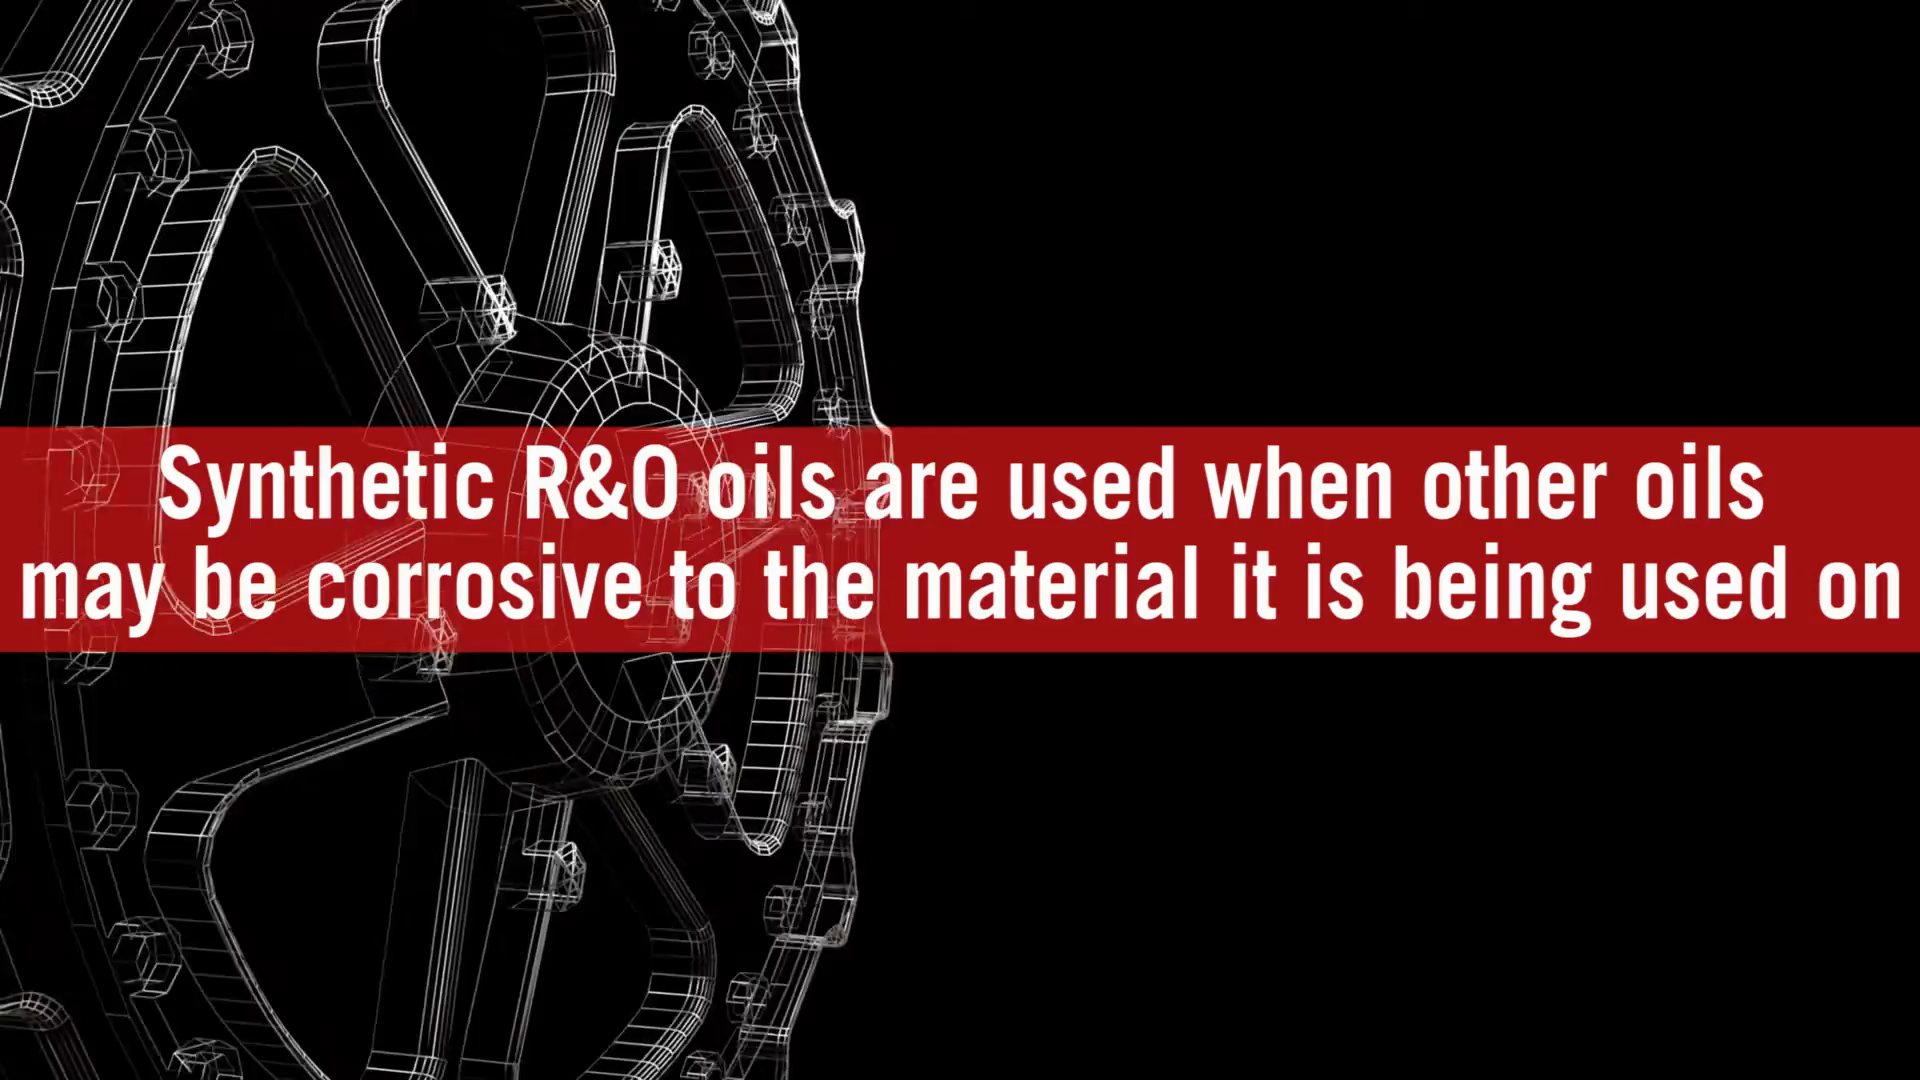 Synthetic R&O oils are used when other oils
may be corrosive to the material it is being used on